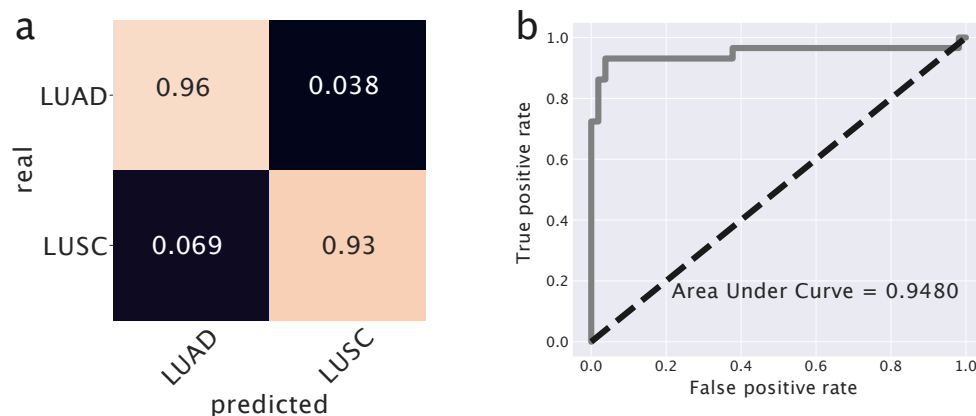 a
LUAD
0.96
0.038
real
LUSC
0.069
0.93
LUAD
LUSC
predicted
b
1.0
0.8
0.6
0.4
0.2
0.0
True positive rate
Area Under Curve = 0.9480
0.0 0.2 0.4 0.6 0.8 1.0
False positive rate